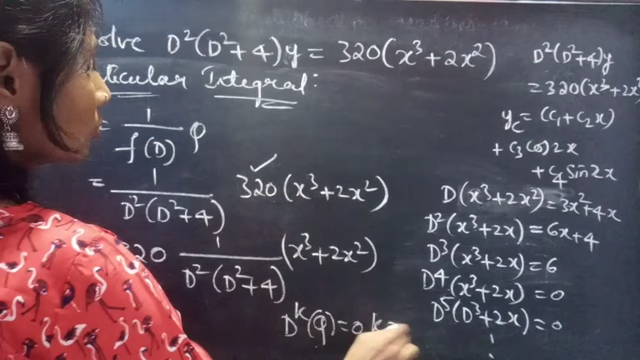 olve D²(D²+4)y = 320(x³+2x²)
ticular Integral:
= 1/f(D) φ
= 1/D²(D²+4) 320(x³+2x²)
320 1/D²(D²+4) (x³+2x²)
D^k(φ)=0 k
D²(D²+4)y
=320(x³+2x²
y_c = (c₁+c₂x)
+ c₃ cos 2x
+ c₄ sin 2x
D(x³+2x²)=3x²+4x
D²(x³+2x)=6x+4
D³(x³+2x)=6
D⁴(x³+2x)=0
D⁵(D³+2x)=0